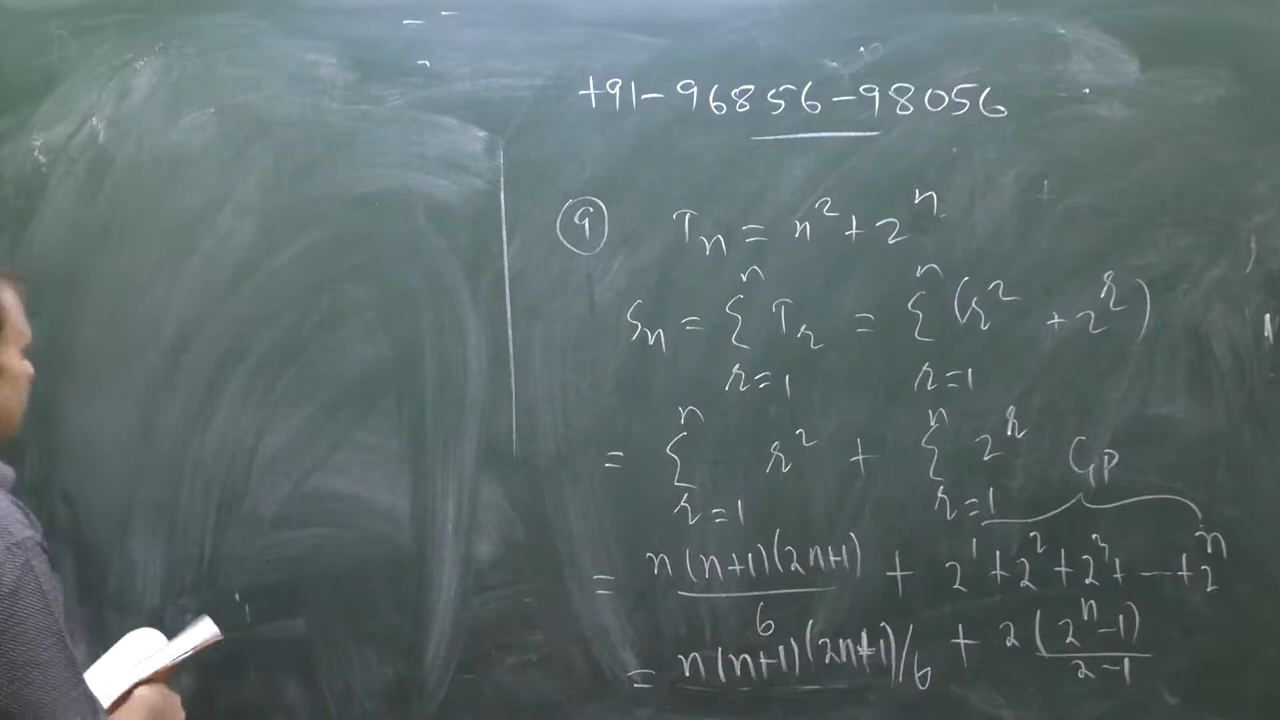 +91-96856-98056
9 Tn = n² + 2ⁿ
n n
Sn = Σ Tr = Σ (r² + 2ʳ)
r=1 r=1
n n
= Σ r² + Σ 2ʳ GP
r=1 r=1
= n(n+1)(2n+1)/6 + 2¹+2²+2³+---+2ⁿ
= n(n+1)(2n+1)/6 + 2(2ⁿ-1)/2-1